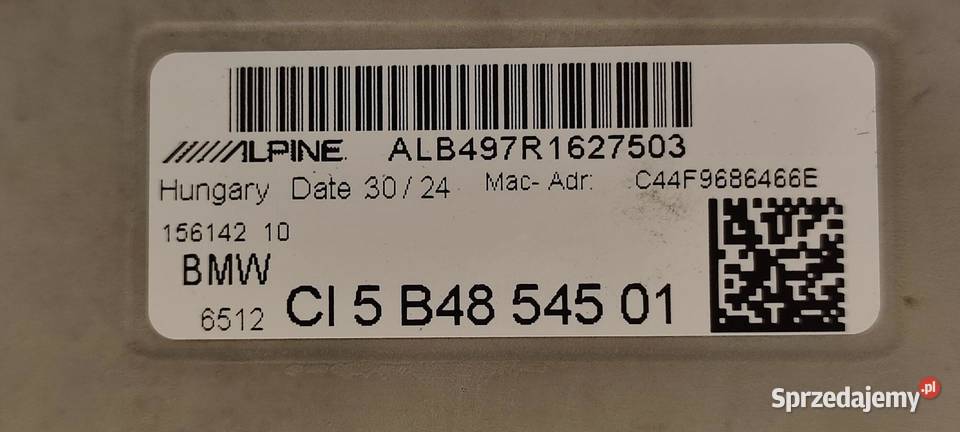 ALPINE ALB497R1627503
Hungary Date 30/24 Mac-Adr: C44F9686466E
156142 10
BMW
6512 CI 5 B48 545 01
Sprzedajemy.pl